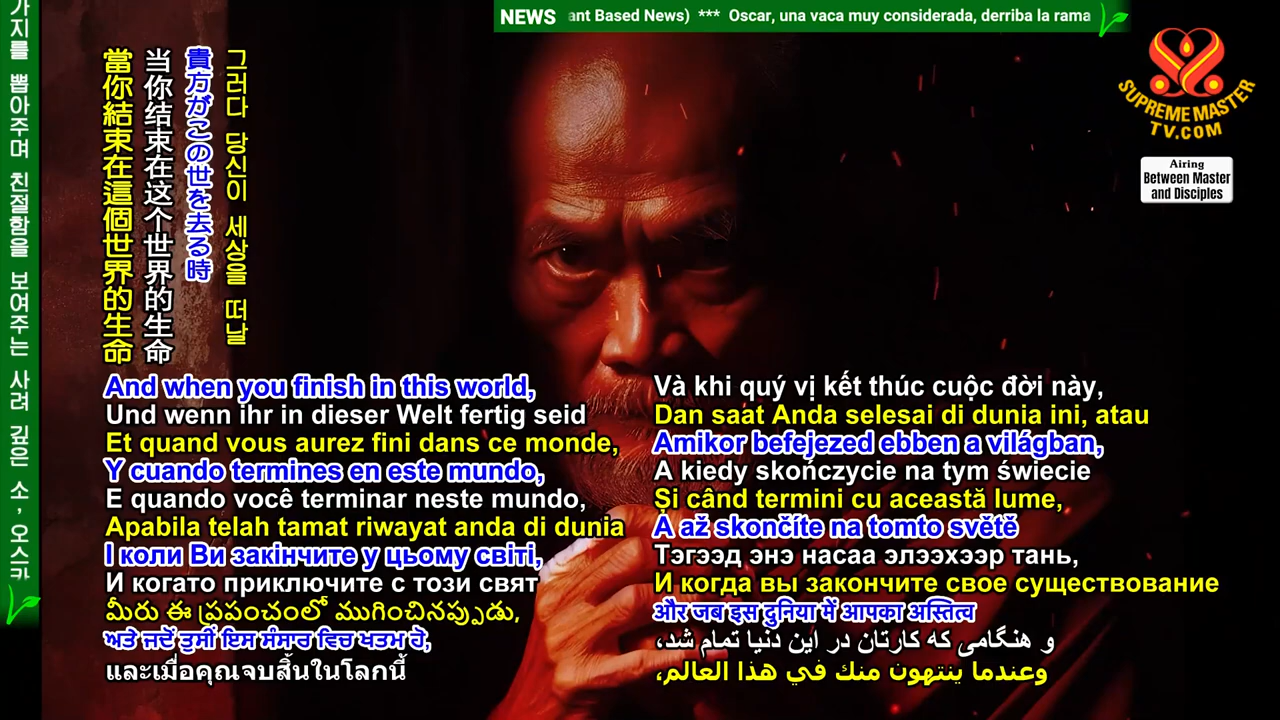 NEWS ant Based News) *** Oscar, una vaca muy considerada, derriba la rama
SUPREME MASTER
TV.COM
Airing
Between Master
and Disciples
가지를 뽑아주며 친절함을 보여주는 사려 깊은 소, 오스카
當你結束在這個世界的生命
当你结束在这个世界的生命
貴方がこの世を去る時
그러다 당신이 세상을 떠날
And when you finish in this world,
Und wenn ihr in dieser Welt fertig seid
Et quand vous aurez fini dans ce monde,
Y cuando termines en este mundo,
E quando você terminar neste mundo,
Apabila telah tamat riwayat anda di dunia
І коли Ви закінчите у цьому світі,
И когато приключите с този свят
మీరు ఈ ప్రపంచంలో ముగించినప్పుడు,
ਅਤੇ ਜਦੋਂ ਤੁਸੀਂ ਇਸ ਸੰਸਾਰ ਵਿਚ ਖਤਮ ਹੋ,
และเมื่อคุณจบสิ้นในโลกนี้
Và khi quý vị kết thúc cuộc đời này,
Dan saat Anda selesai di dunia ini, atau
Amikor befejezed ebben a világban,
A kiedy skończycie na tym świecie
Și când termini cu această lume,
A až skončíte na tomto světě
Тэгээд энэ насаа элээхээр тань,
И когда вы закончите свое существование
और जब इस दुनिया में आपका अस्तित्व
و هنگامی که کارتان در این دنیا تمام شد،
وعندما ينتهون منك في هذا العالم،